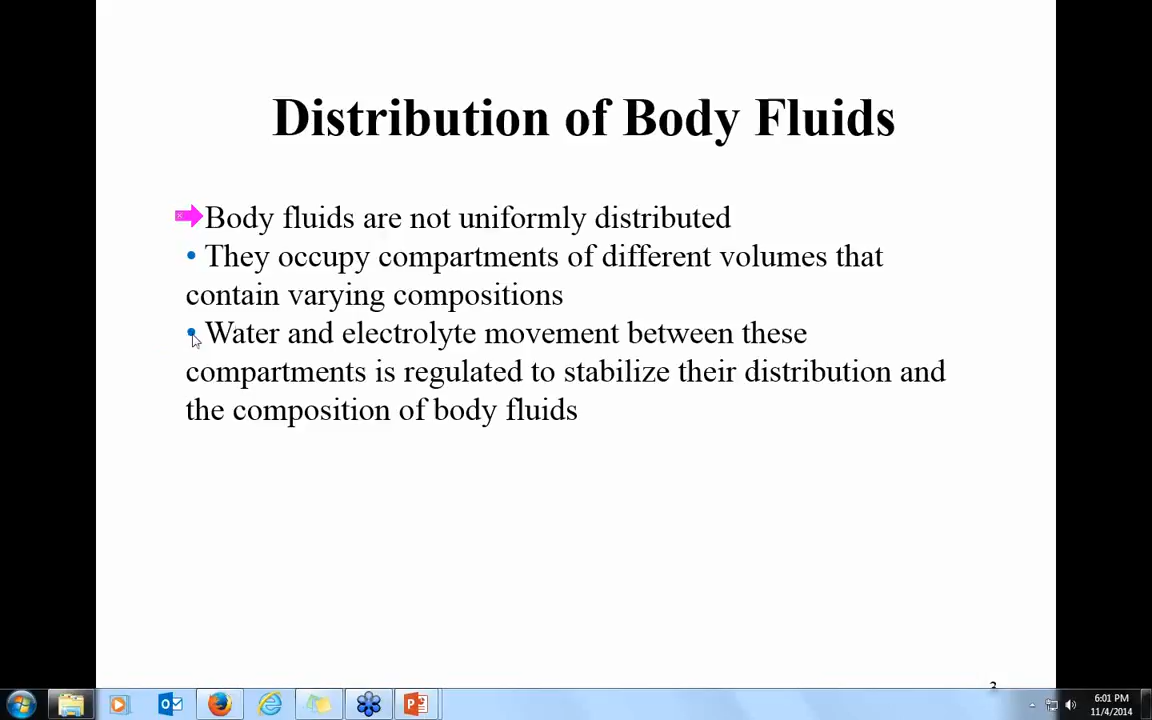 Distribution of Body Fluids
Body fluids are not uniformly distributed
• They occupy compartments of different volumes that
contain varying compositions
• Water and electrolyte movement between these
compartments is regulated to stabilize their distribution and
the composition of body fluids
6:01 PM
11/4/2014